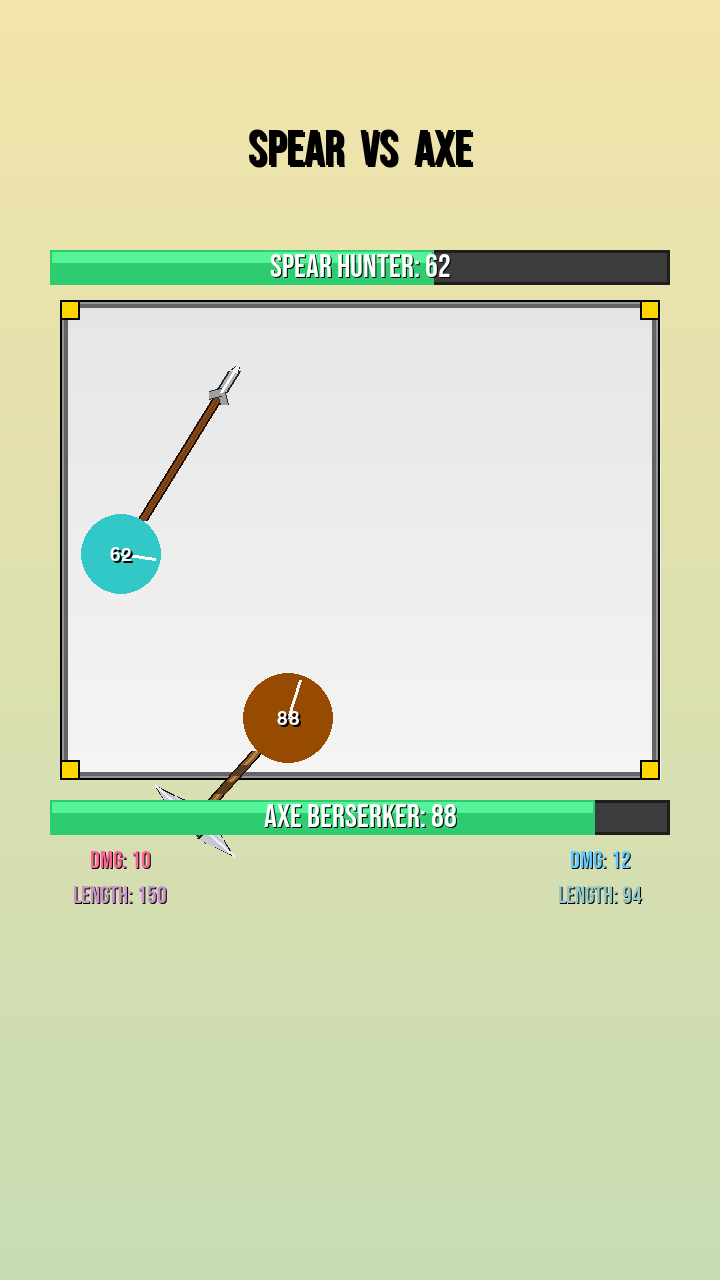 SPEAR VS AXE
SPEAR HUNTER: 62
62
88
AXE BERSERKER: 88
DMG: 10
DMG: 12
LENGTH: 150
LENGTH: 94